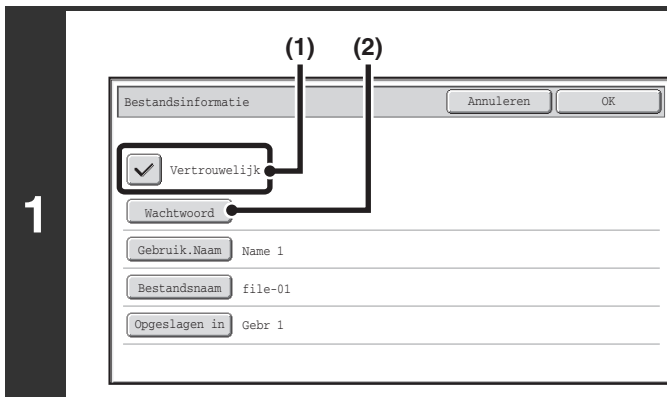 1
(1) (2)
Bestandsinformatie Annuleren OK
Vertrouwelijk
Wachtwoord
Gebruik.Naam Name 1
Bestandsnaam file-01
Opgeslagen in Gebr 1